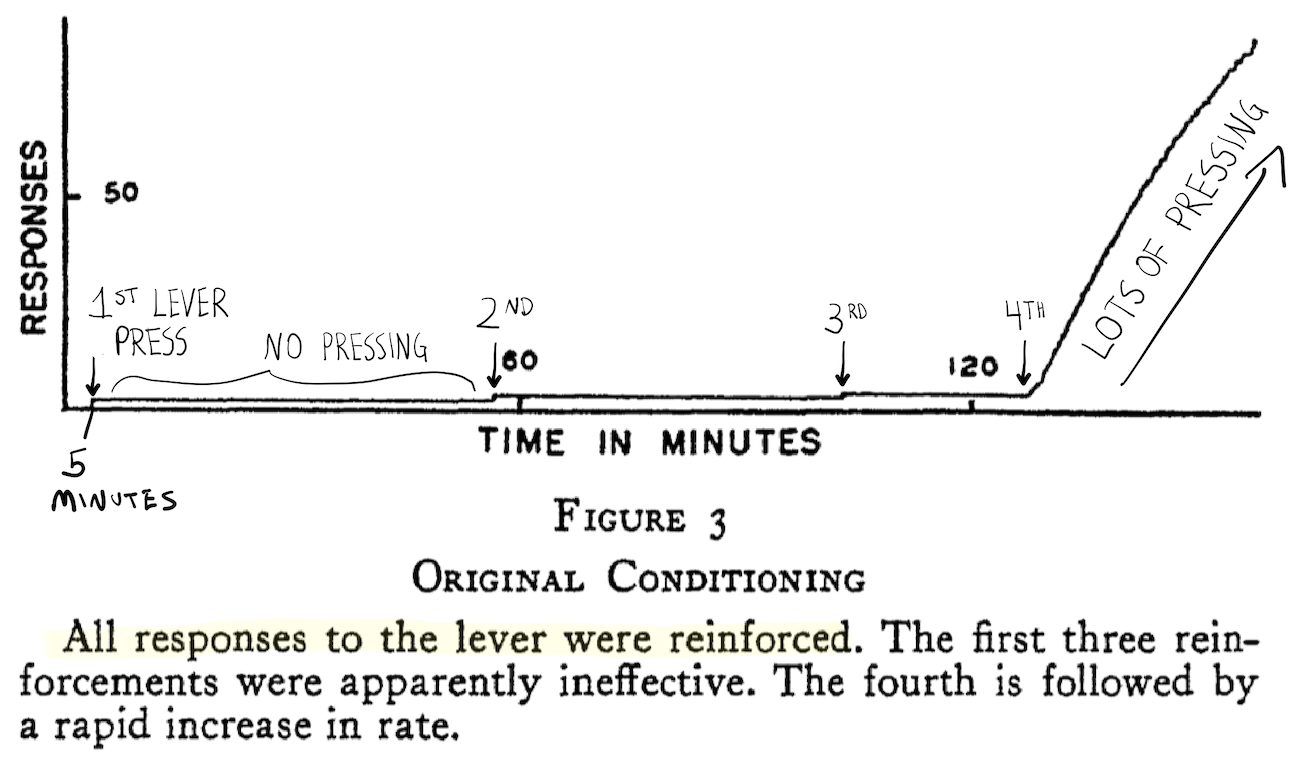 50
RESPONSES
1ST LEVER
PRESS
NO PRESSING
2ND
60
3RD
4TH
120
LOTS OF PRESSING
TIME IN MINUTES
5
MINUTES
FIGURE 3
ORIGINAL CONDITIONING
All responses to the lever were reinforced. The first three rein-
forcements were apparently ineffective. The fourth is followed by
a rapid increase in rate.